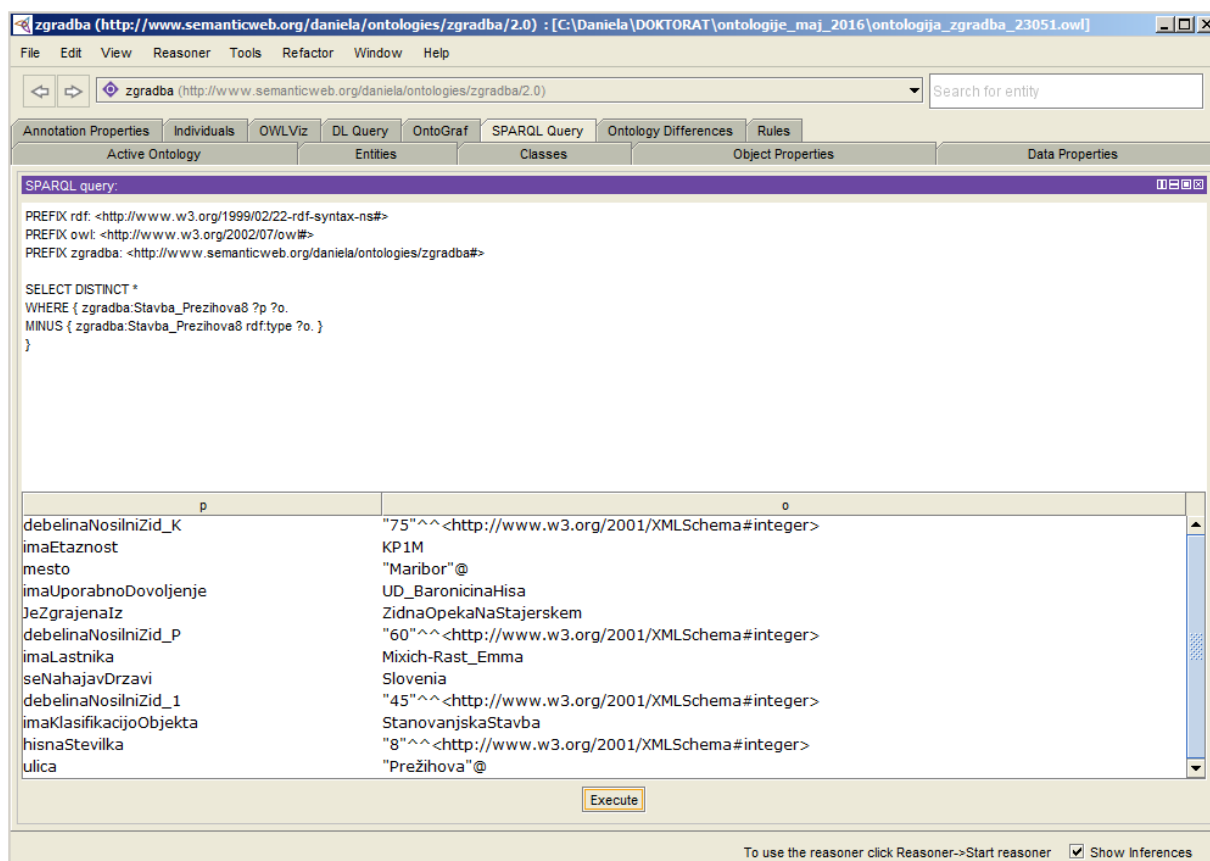 zgradba (http://www.semanticweb.org/daniela/ontologies/zgradba/2.0) : [C:\Daniela\DOKTORAT\ontologije_maj_2016\ontologija_zgradba_23051.owl]
File Edit View Reasoner Tools Refactor Window Help
zgradba (http://www.semanticweb.org/daniela/ontologies/zgradba/2.0) Search for entity
Annotation Properties Individuals OWLViz DL Query OntoGraf SPARQL Query Ontology Differences Rules
Active Ontology Entities Classes Object Properties Data Properties
SPARQL query:
PREFIX rdf: <http://www.w3.org/1999/02/22-rdf-syntax-ns#>
PREFIX owl: <http://www.w3.org/2002/07/owl#>
PREFIX zgradba: <http://www.semanticweb.org/daniela/ontologies/zgradba#>
SELECT DISTINCT *
WHERE { zgradba:Stavba_Prezihova8 ?p ?o.
MINUS { zgradba:Stavba_Prezihova8 rdf:type ?o. }
}
p o
debelinaNosilniZid_K "75"^^<http://www.w3.org/2001/XMLSchema#integer>
imaEtaznost KP1M
mesto "Maribor"@
imaUporabnoDovoljenje UD_BaronicinaHisa
JeZgrajenaIz ZidnaOpekaNaStajerskem
debelinaNosilniZid_P "60"^^<http://www.w3.org/2001/XMLSchema#integer>
imaLastnika Mixich-Rast_Emma
seNahajavDrzavi Slovenia
debelinaNosilniZid_1 "45"^^<http://www.w3.org/2001/XMLSchema#integer>
imaKlasifikacijoObjekta StanovanjskaStavba
hisnaStevilka "8"^^<http://www.w3.org/2001/XMLSchema#integer>
ulica "Prežihova"@
Execute
To use the reasoner click Reasoner->Start reasoner Show Inferences